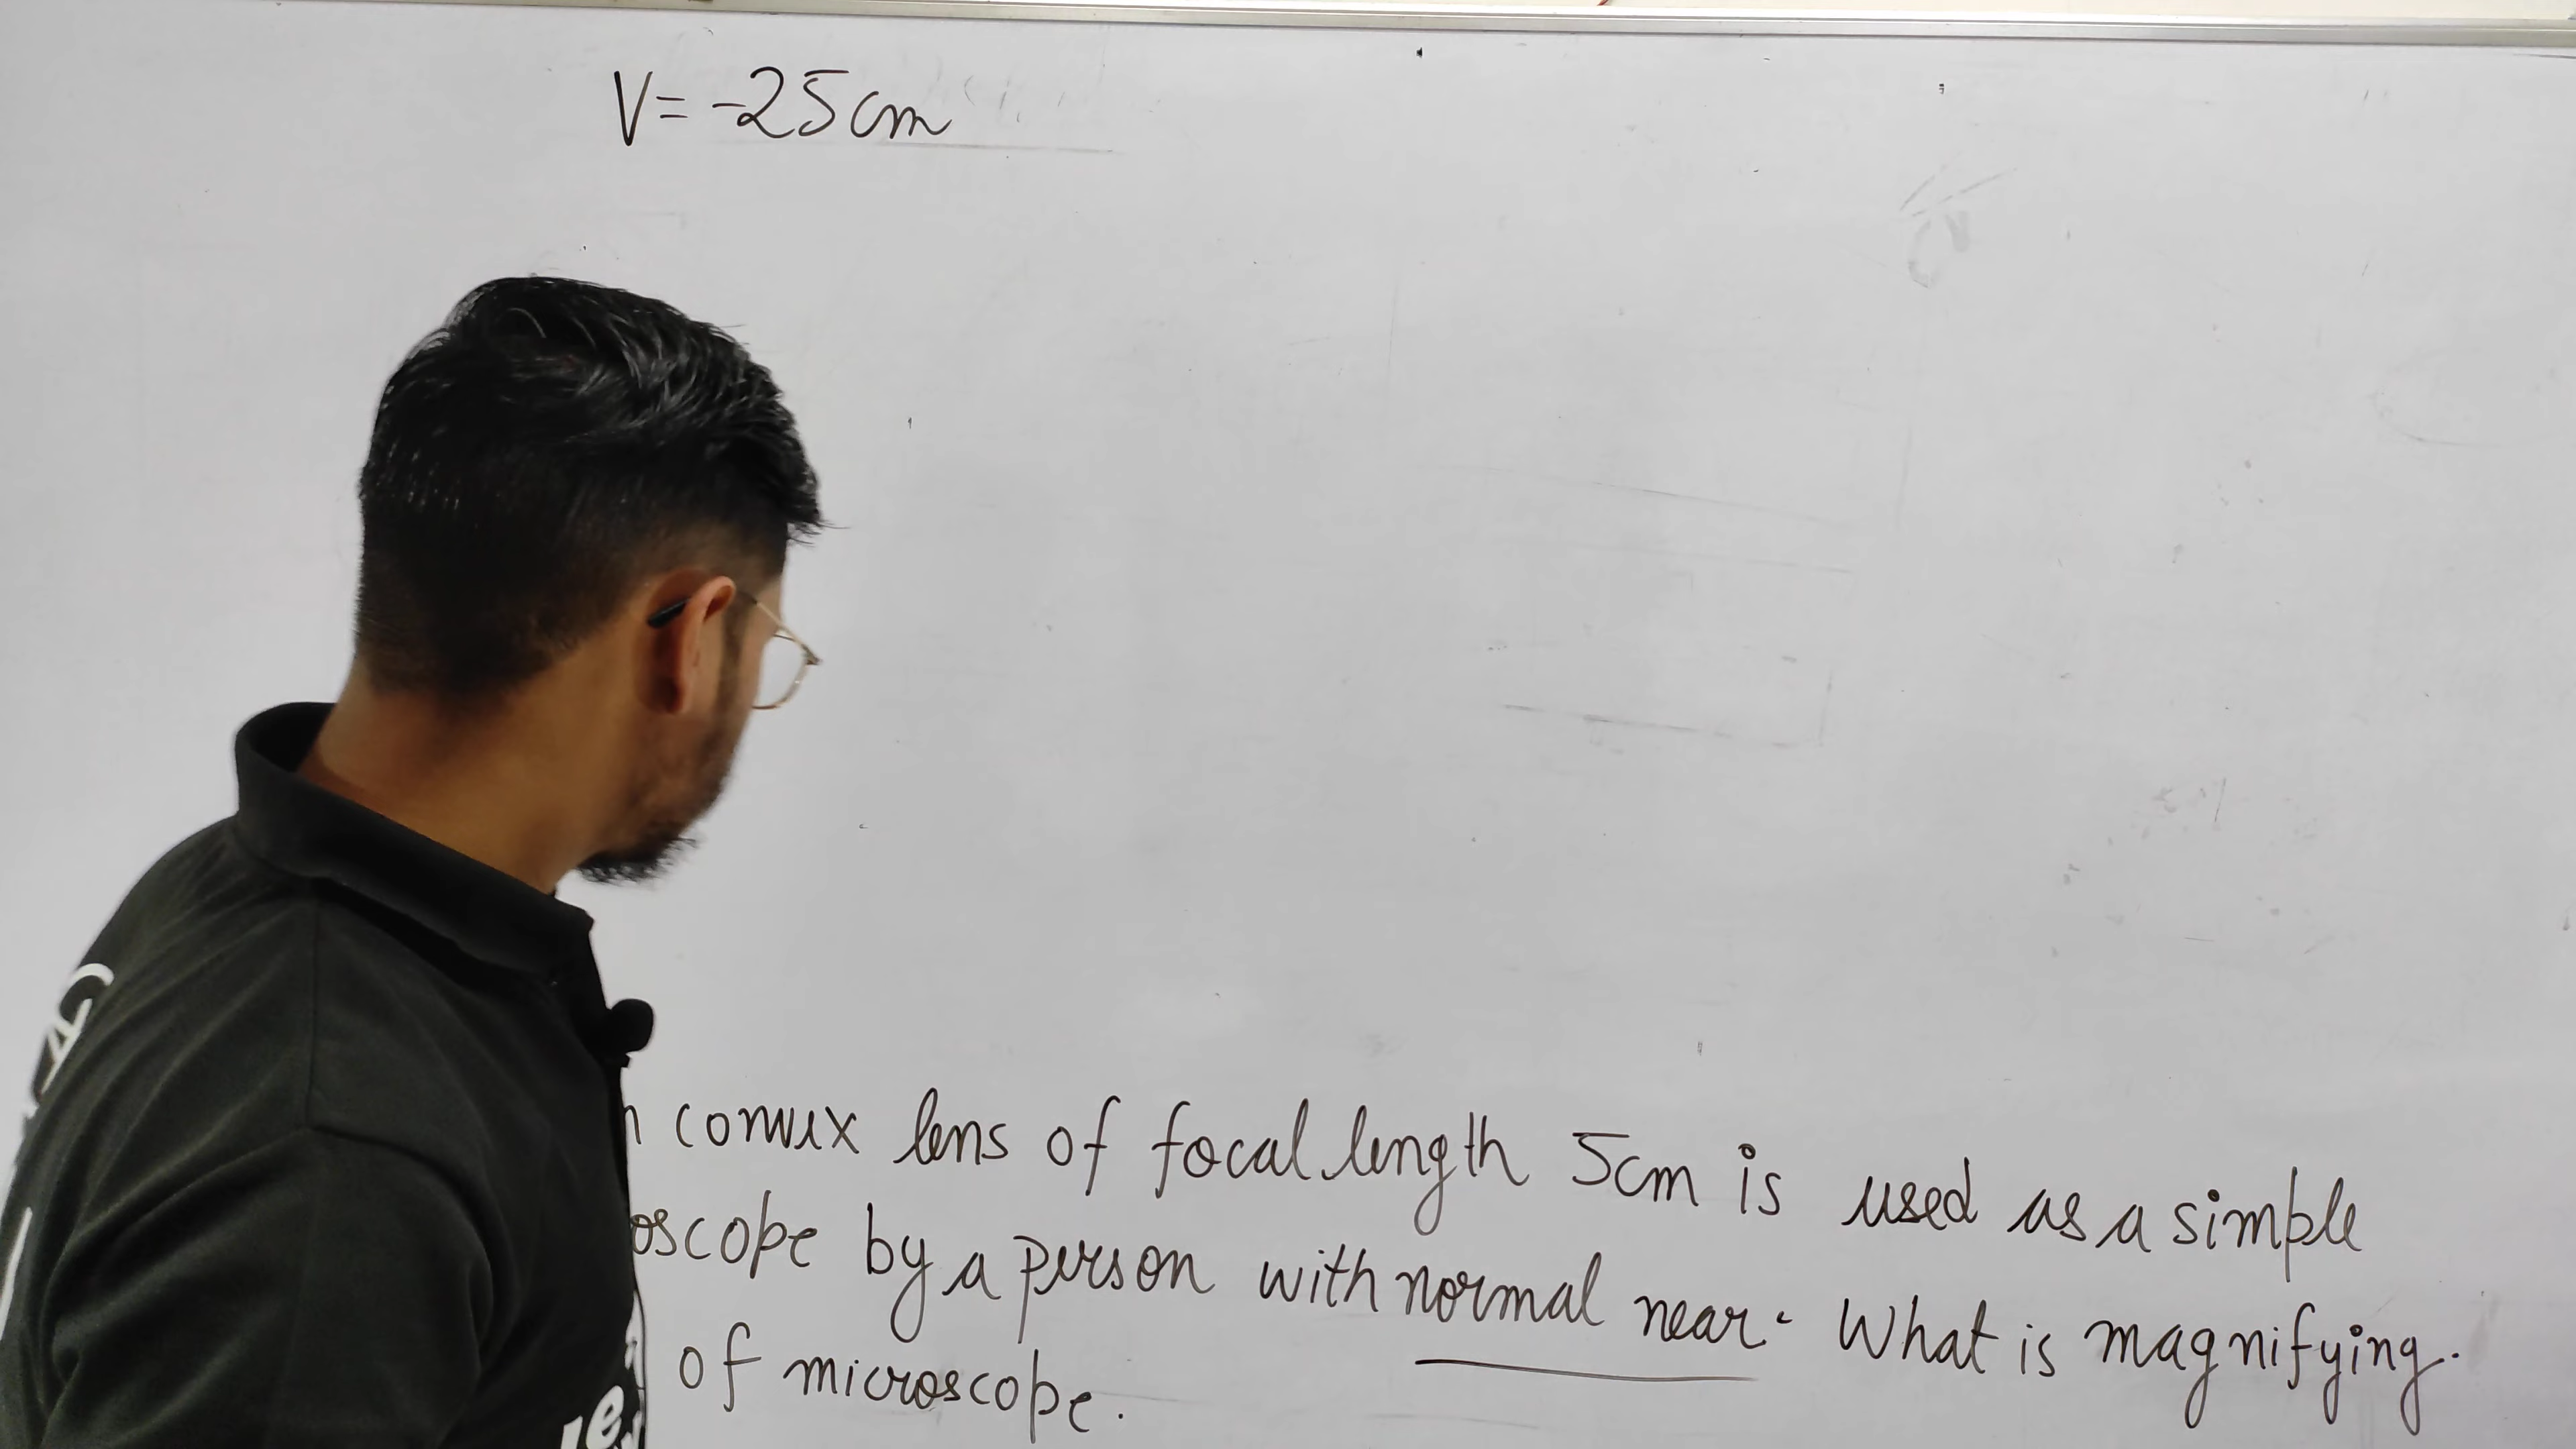 V = -25cm
convex lens of focal length 5cm is used as a simple
oscope by a person with normal near. What is magnifying.
of microscope.